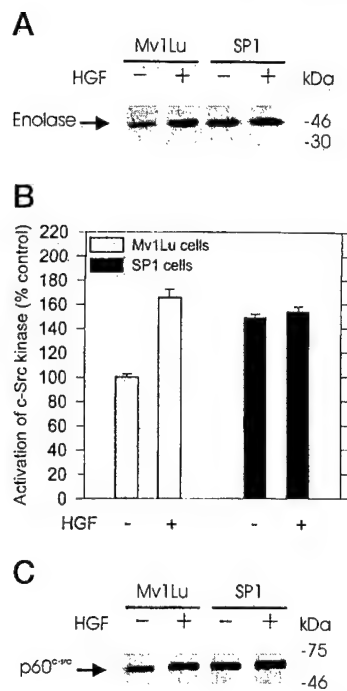 A
Mv1Lu SP1
HGF − + − + kDa
Enolase -46
-30
B
Activation of c-Src kinase (% control)
220
200
180
160
140
120
100
80
60
40
20
0
Mv1Lu cells
SP1 cells
HGF - + - +
C
Mv1Lu SP1
HGF − + − + kDa
-75
p60c-src
-46